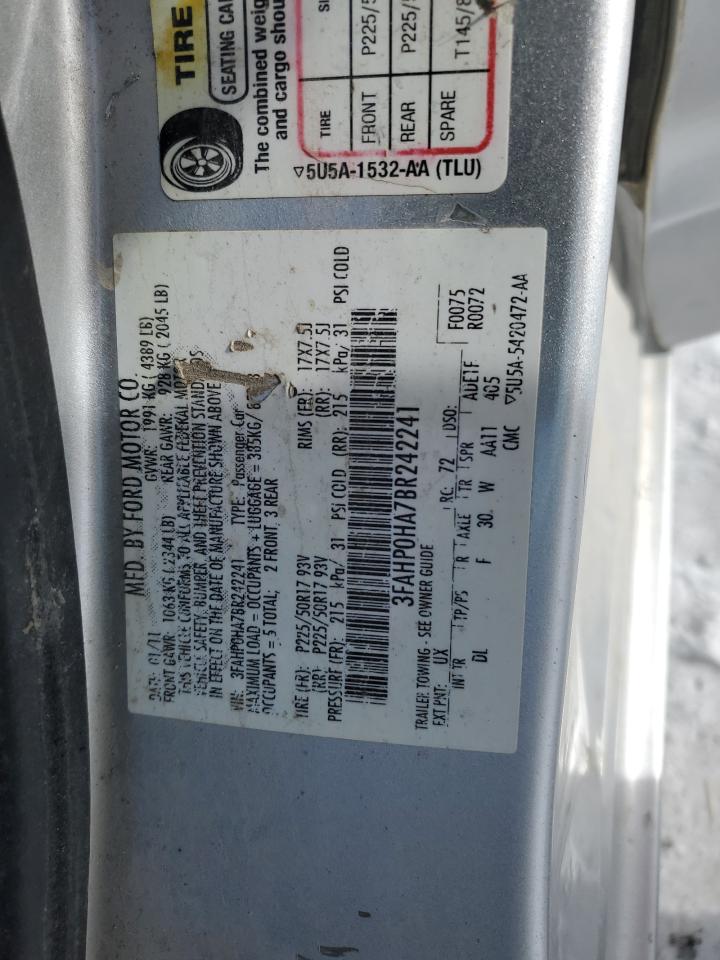 TIRE
SEATING CA
The combined weig
and cargo shou
TIRE SI
FRONT P225/5
REAR P225/5
SPARE T145/8
▽5U5A-1532-AA (TLU)
MFD. BY FORD MOTOR CO.
DATE: 01/11 GVWR: 1991 KG ( 4389 LB)
FRONT GAWR: 1063 KG ( 2344 LB) REAR GAWR: 928 KG ( 2045 LB)
THIS VEHICLE CONFORMS TO ALL APPLICABLE FEDERAL MOTOR
VEHICLE SAFETY, BUMPER, AND THEFT PREVENTION STANDARDS
IN EFFECT ON THE DATE OF MANUFACTURE SHOWN ABOVE
VIN: 3FAHP0HA7BR242241 TYPE: Passenger Car
MAXIMUM LOAD = OCCUPANTS + LUGGAGE = 385KG/
OCCUPANTS = 5 TOTAL; 2 FRONT, 3 REAR
TIRE (FR): P225/50R17 93V RIMS (FR): 17X7.5J
(RR): P225/50R17 93V (RR): 17X7.5J
PRESSURE (FR): 215 kPa/ 31 PSI COLD (RR): 215 kPa/ 31 PSI COLD
3FAHP0HA7BR242241
TRAILER TOWING - SEE OWNER GUIDE F0075
EXT PNT: UX RC: 72 DSO: R0072
INT TR TP/PS R AXLE TR SPR ADE1F
DL F 30 W AA11 4G5
CMC ▽5U5A-5420472-AA